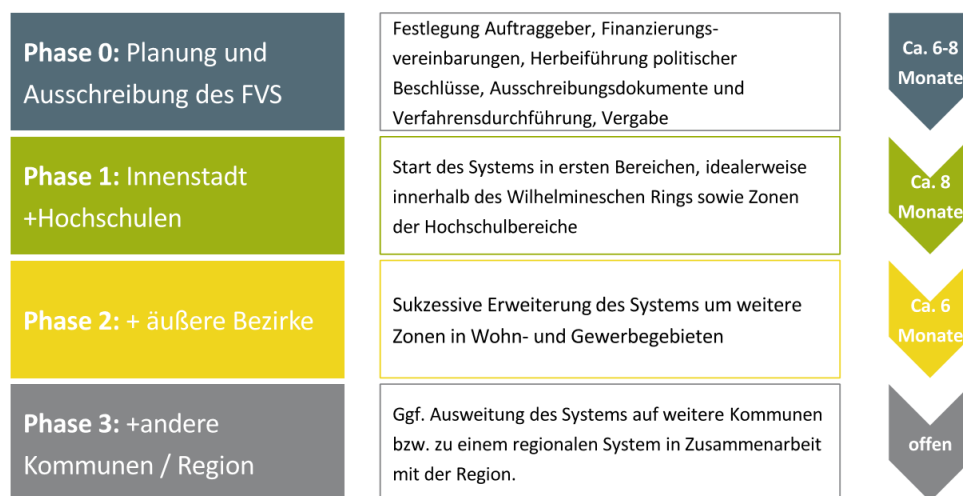 Phase 0: Planung und
Ausschreibung des FVS
Festlegung Auftraggeber, Finanzierungs-
vereinbarungen, Herbeiführung politischer
Beschlüsse, Ausschreibungsdokumente und
Verfahrensdurchführung, Vergabe
Ca. 6-8
Monate
Phase 1: Innenstadt
+Hochschulen
Start des Systems in ersten Bereichen, idealerweise
innerhalb des Wilhelmineschen Rings sowie Zonen
der Hochschulbereiche
Ca. 8
Monate
Phase 2: + äußere Bezirke
Sukzessive Erweiterung des Systems um weitere
Zonen in Wohn- und Gewerbegebieten
Ca. 6
Monate
Phase 3: +andere
Kommunen / Region
Ggf. Ausweitung des Systems auf weitere Kommunen
bzw. zu einem regionalen System in Zusammenarbeit
mit der Region.
offen